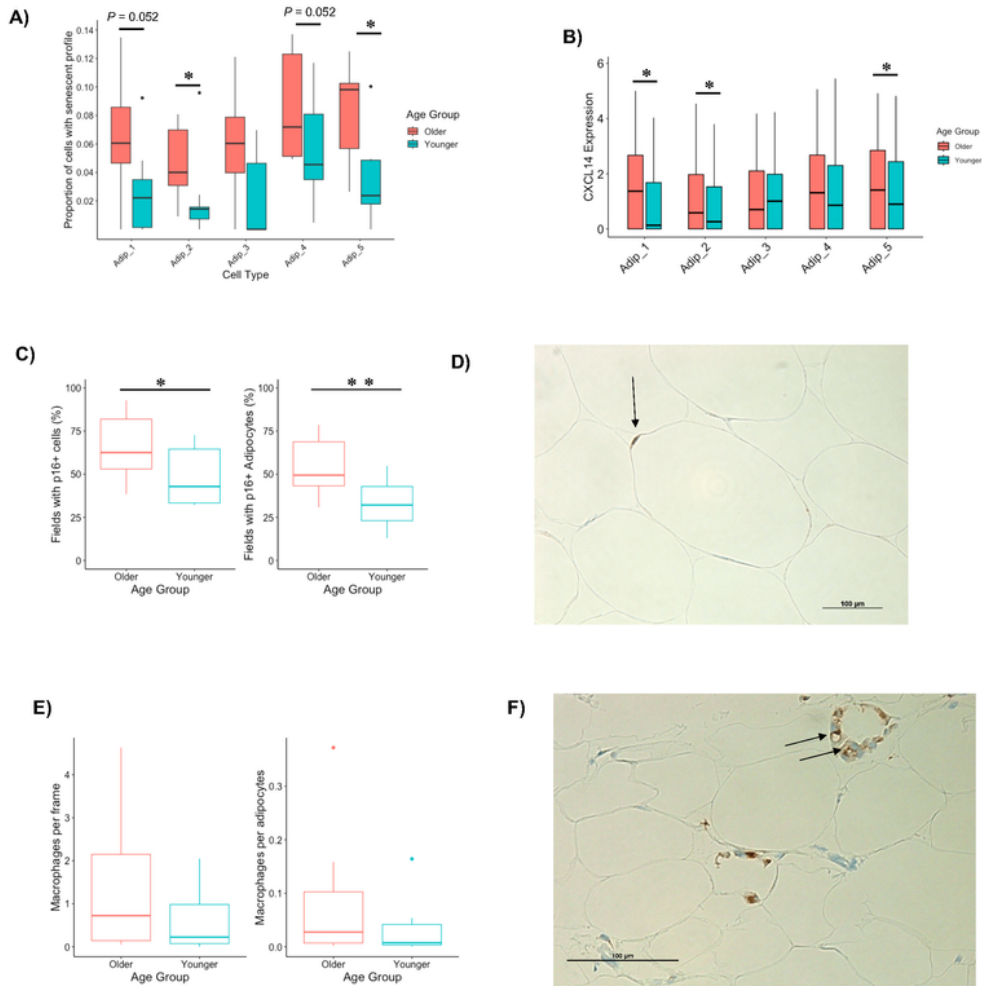 A)
P = 0.052
P = 0.052
*
*
Proportion of cells with senescent profile
0.14
0.12
0.10
0.08
0.06
0.04
0.02
Adip_1
Adip_2
Adip_3
Adip_4
Adip_5
Cell Type
Age Group
Older
Younger
B)
CXCL14 Expression
6
4
2
0
*
*
*
Adip_1
Adip_2
Adip_3
Adip_4
Adip_5
Age Group
Older
Younger
C)
Fields with p16+ cells (%)
100
75
50
25
0
*
Older
Younger
Age Group
Fields with p16+ Adipocytes (%)
100
75
50
25
0
* *
Older
Younger
Age Group
D)
100 µm
E)
Macrophages per frame
4
3
2
1
0
Older
Younger
Age Group
Macrophages per adipocytes
0.3
0.2
0.1
0.0
Older
Younger
Age Group
F)
100 µm